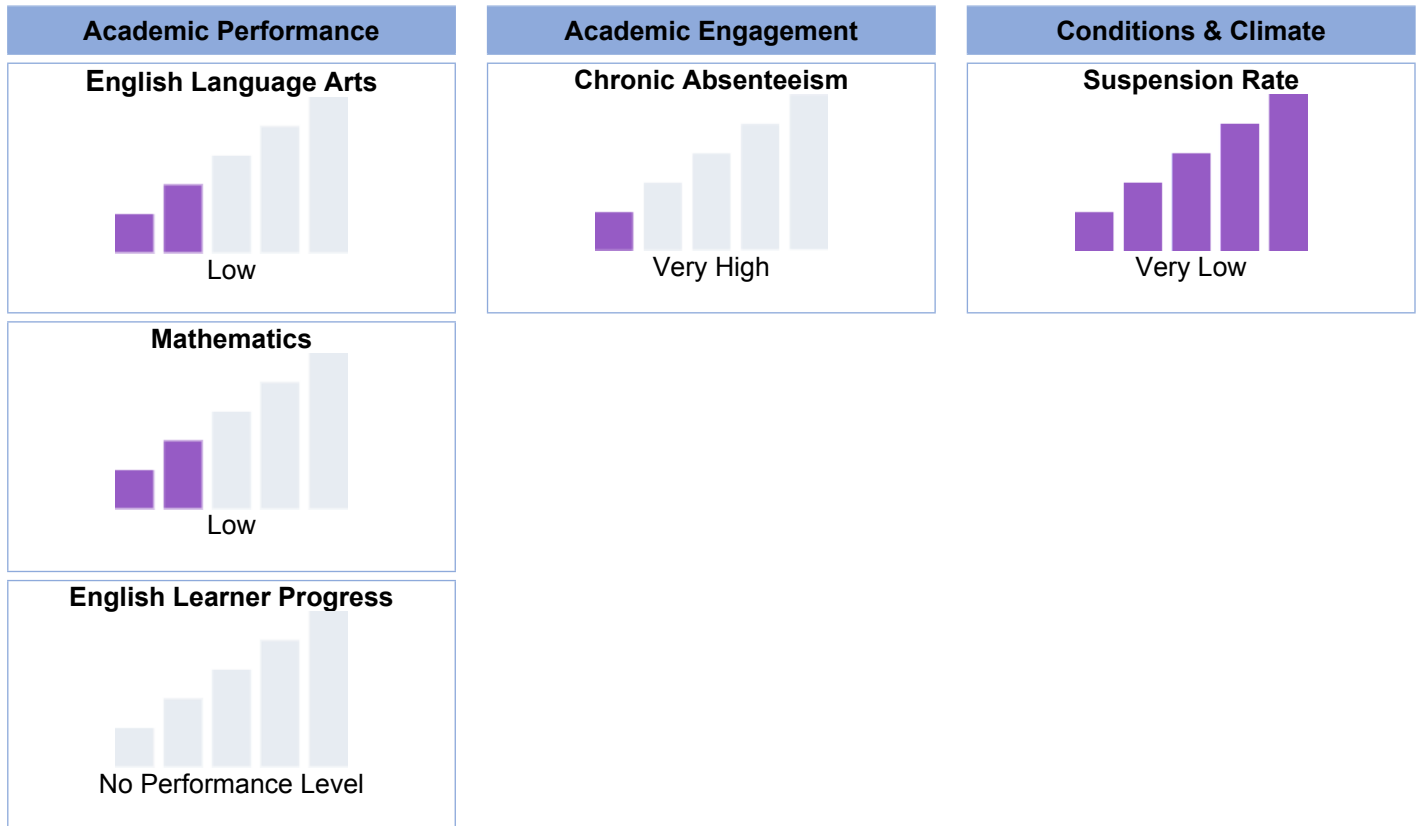 Academic Performance
English Language Arts
Low
Mathematics
Low
English Learner Progress
No Performance Level
Academic Engagement
Chronic Absenteeism
Very High
Conditions & Climate
Suspension Rate
Very Low